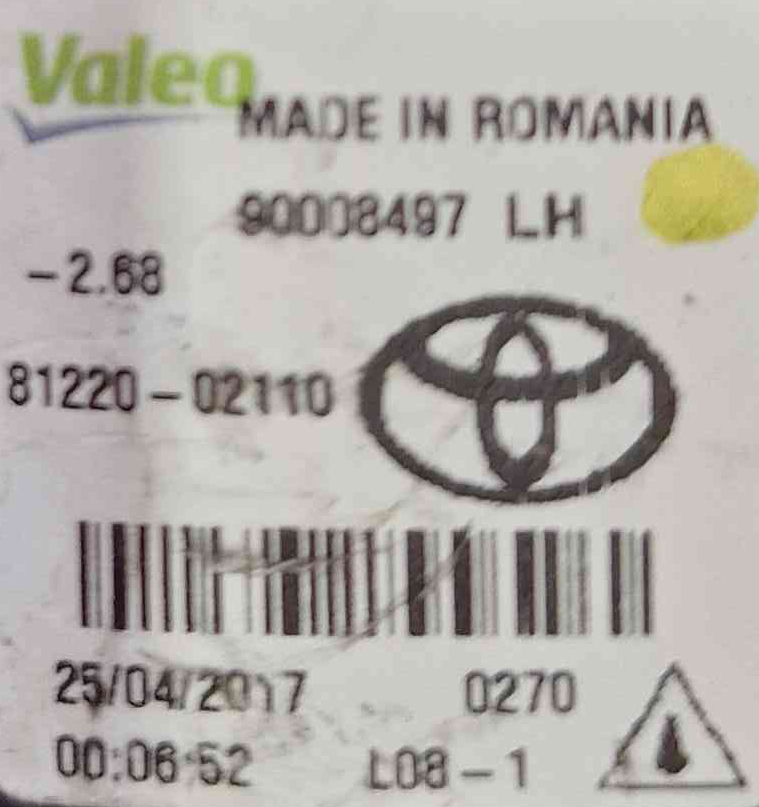 Valeo
MADE IN ROMANIA
90008497 LH
-2.68
81220-02110
25/04/2017 0270
00:06:52 L08-1